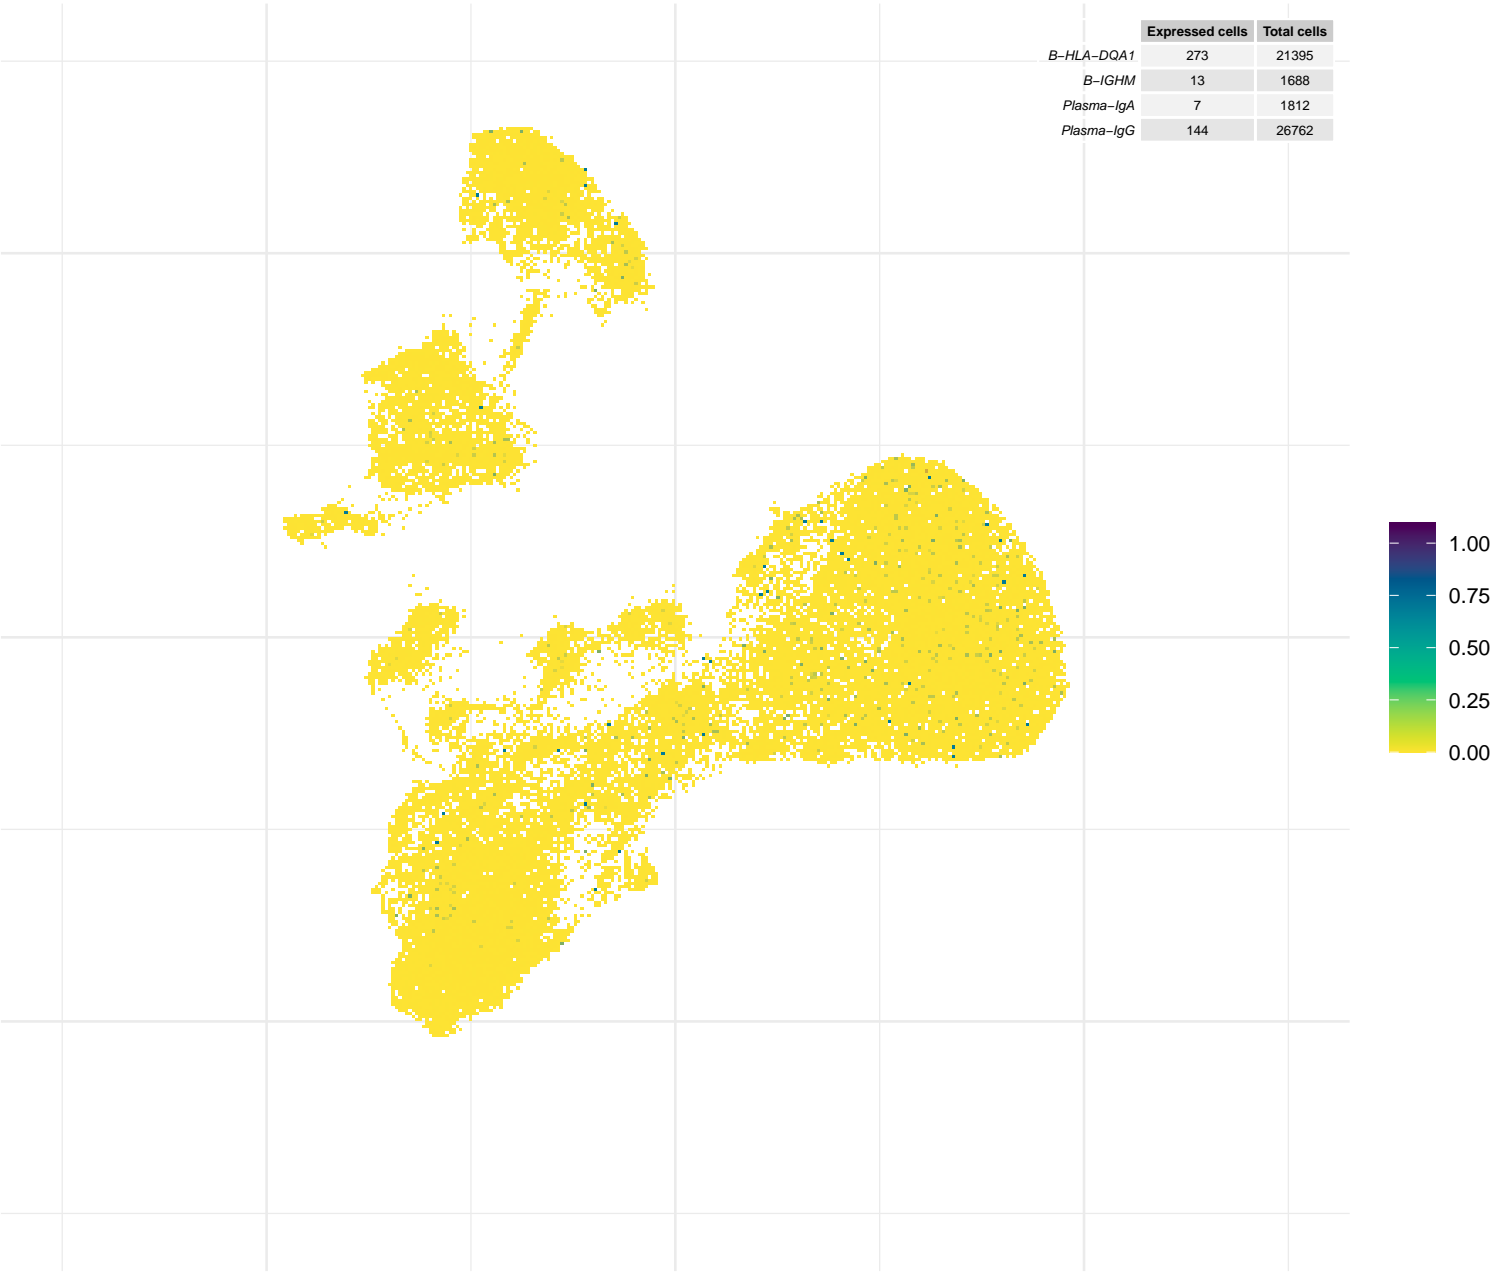 Expressed cells Total cells
B−HLA−DQA1 273 21395
B−IGHM 13 1688
Plasma−IgA 7 1812
Plasma−IgG 144 26762
1.00
0.75
0.50
0.25
0.00